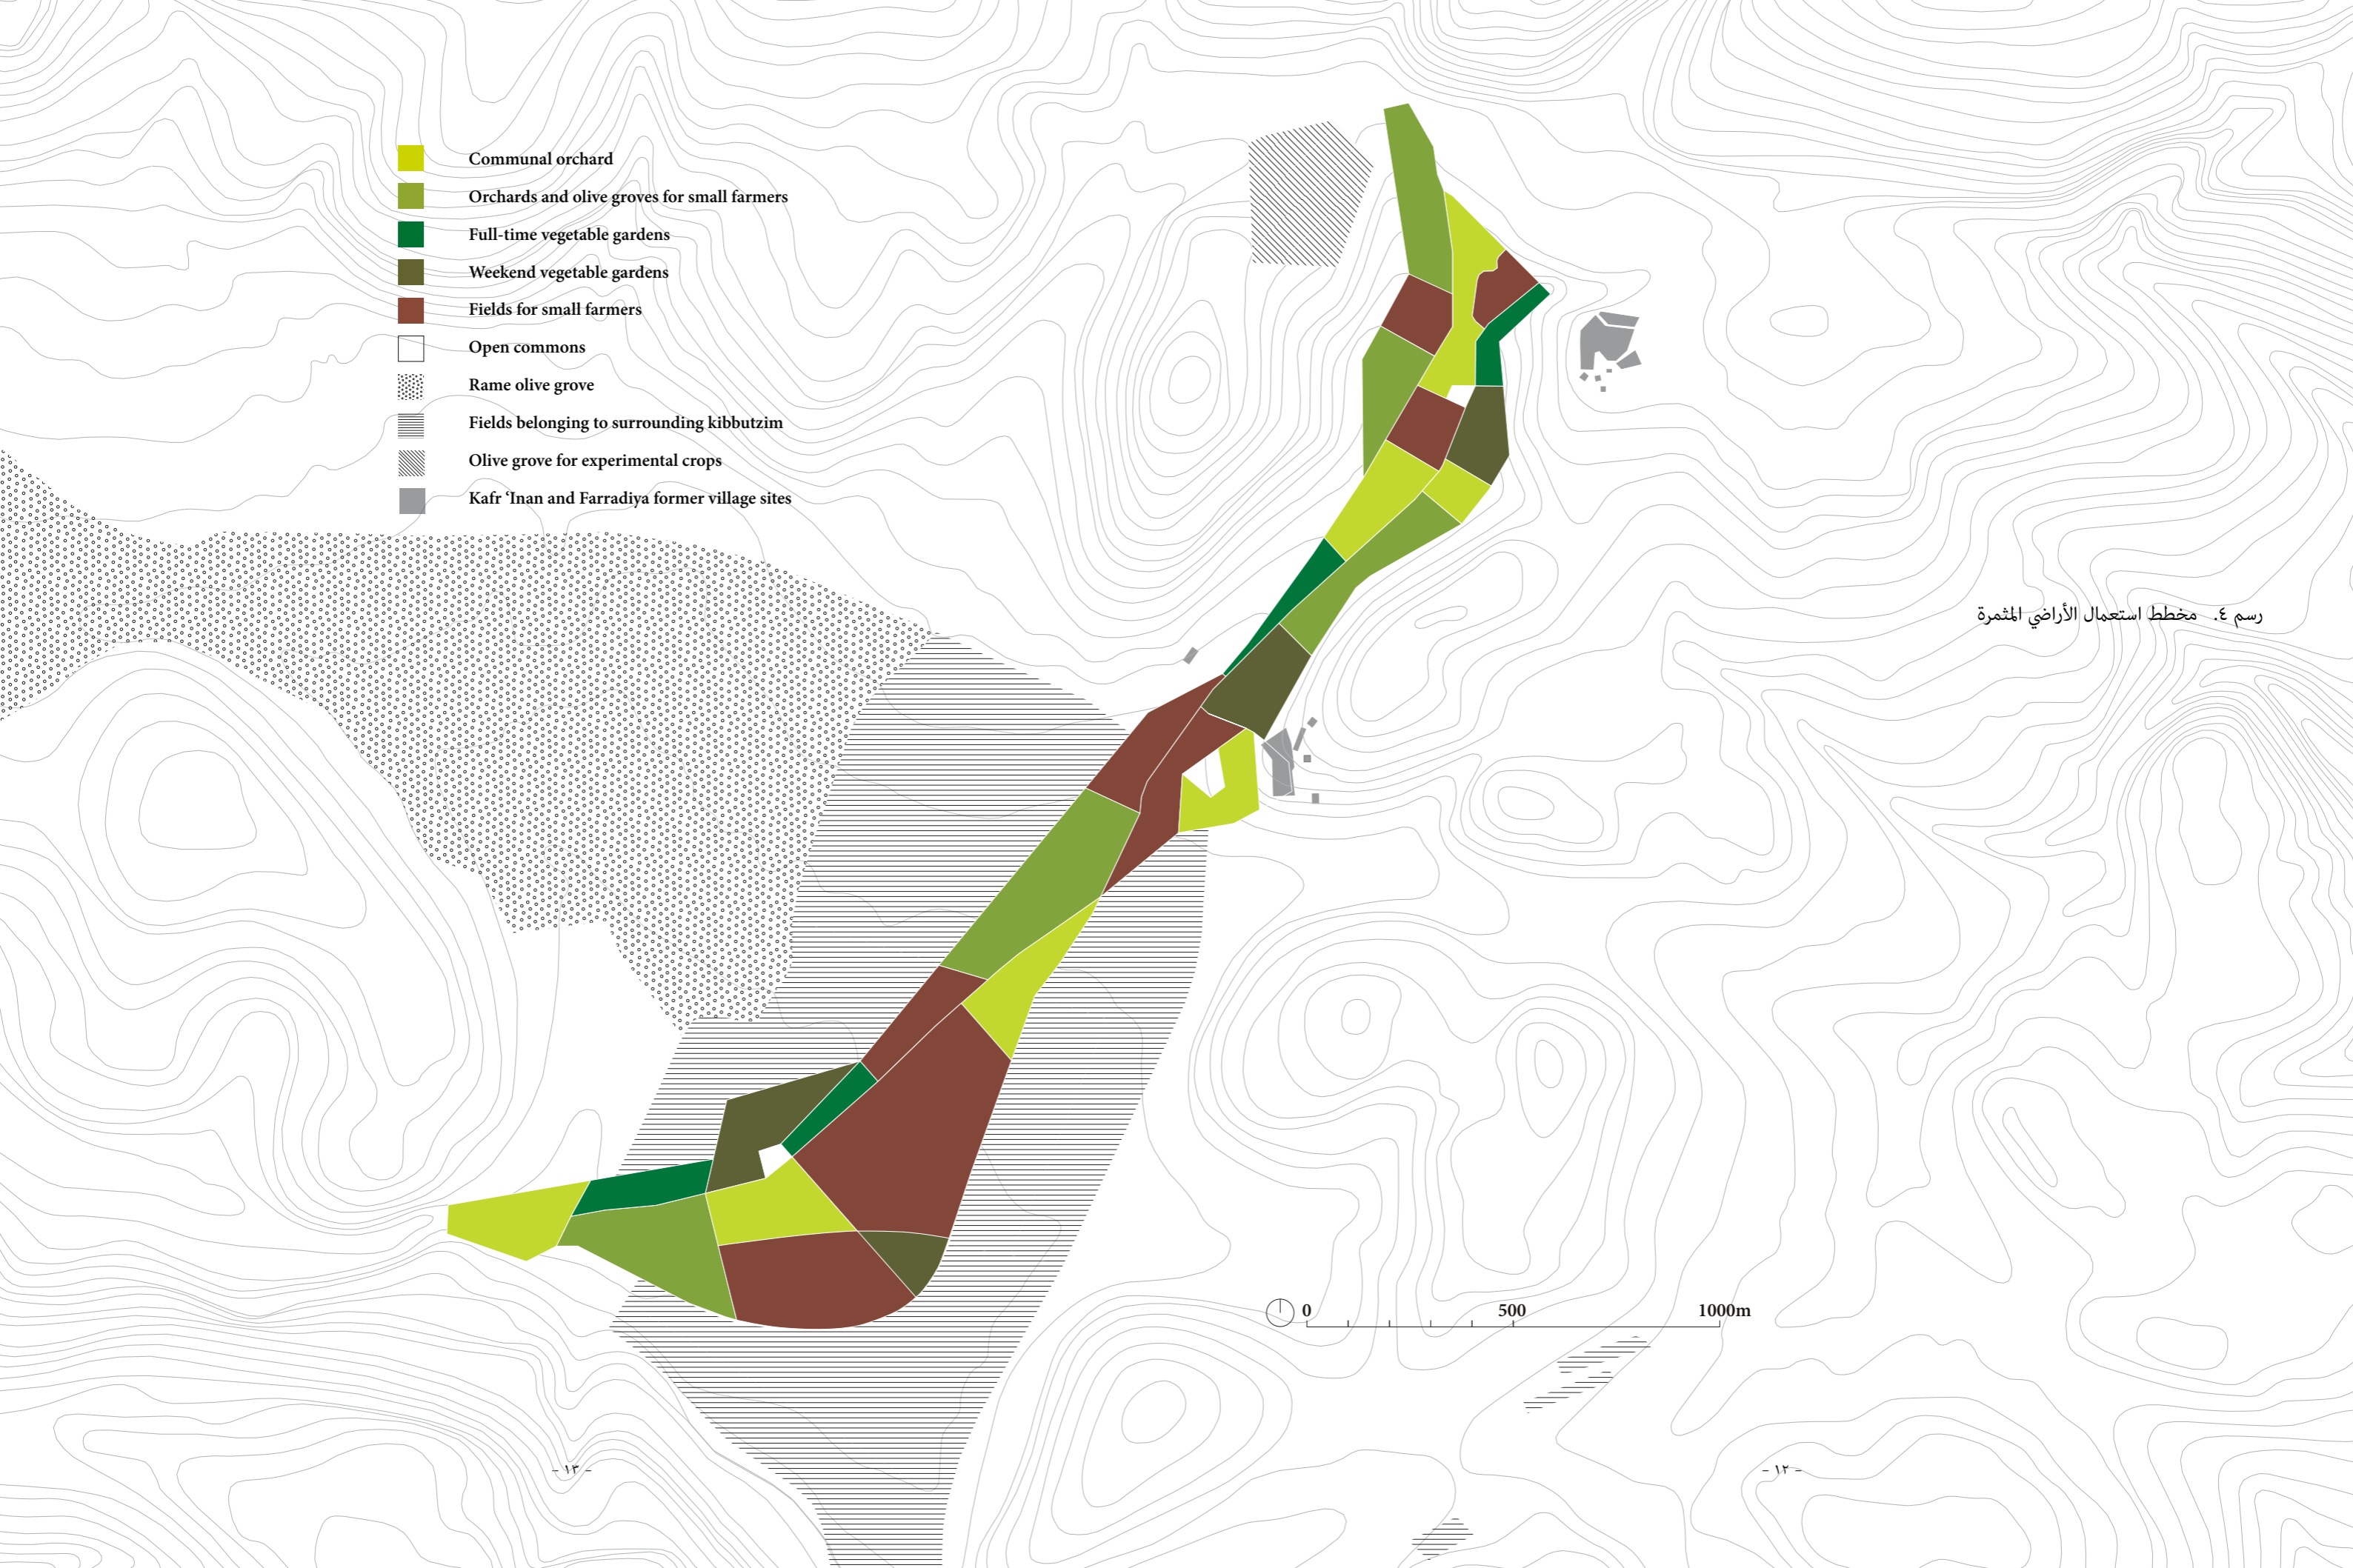 Communal orchard
Orchards and olive groves for small farmers
Full-time vegetable gardens
Weekend vegetable gardens
Fields for small farmers
Open commons
Rame olive grove
Fields belonging to surrounding kibbutzim
Olive grove for experimental crops
Kafr ‘Inan and Farradiya former village sites
رسم ٤. مخطط استعمال الأراضي المثمرة
0 500 1000m
– ١٣ –
– ١٢ –